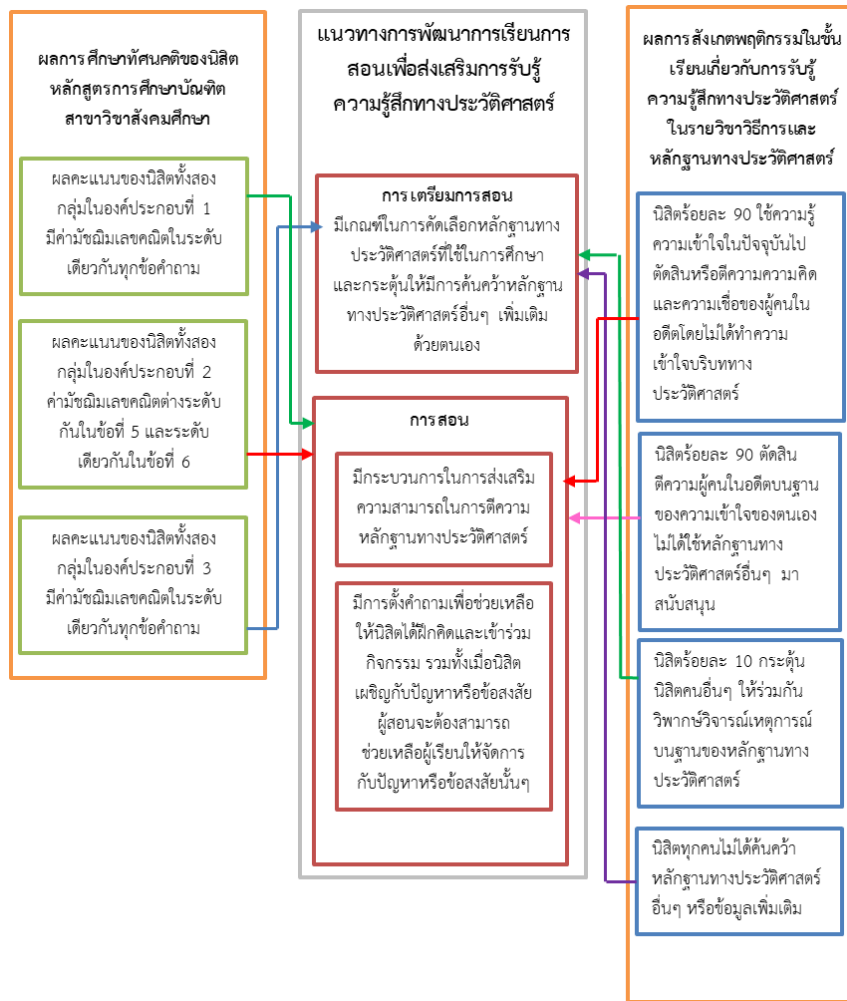 ผลการศึกษาทัศนคติของนิสิต
หลักสูตรการศึกษาบัณฑิต
สาขาวิชาสังคมศึกษา
ผลคะแนนของนิสิตทั้งสอง
กลุ่มในองค์ประกอบที่ 1
มีค่ามัชฌิมเลขคณิตในระดับ
เดียวกันทุกข้อคำถาม
ผลคะแนนของนิสิตทั้งสอง
กลุ่มในองค์ประกอบที่ 2
ค่ามัชฌิมเลขคณิตต่างระดับ
กันในข้อที่ 5 และระดับ
เดียวกันในข้อที่ 6
ผลคะแนนของนิสิตทั้งสอง
กลุ่มในองค์ประกอบที่ 3
มีค่ามัชฌิมเลขคณิตในระดับ
เดียวกันทุกข้อคำถาม
แนวทางการพัฒนาการเรียนการ
สอนเพื่อส่งเสริมการรับรู้
ความรู้สึกทางประวัติศาสตร์
การเตรียมการสอน
มีเกณฑ์ในการคัดเลือกหลักฐานทาง
ประวัติศาสตร์ที่ใช้ในการศึกษา
และกระตุ้นให้มีการค้นคว้าหลักฐาน
ทางประวัติศาสตร์อื่นๆ เพิ่มเติม
ด้วยตนเอง
การสอน
มีกระบวนการในการส่งเสริม
ความสามารถในการตีความ
หลักฐานทางประวัติศาสตร์
มีการตั้งคำถามเพื่อช่วยเหลือ
ให้นิสิตได้ฝึกคิดและเข้าร่วม
กิจกรรม รวมทั้งเมื่อนิสิต
เผชิญกับปัญหาหรือข้อสงสัย
ผู้สอนจะต้องสามารถ
ช่วยเหลือผู้เรียนให้จัดการ
กับปัญหาหรือข้อสงสัยนั้นๆ
ผลการสังเกตพฤติกรรมในชั้น
เรียนเกี่ยวกับการรับรู้
ความรู้สึกทางประวัติศาสตร์
ในรายวิชาวิธีการและ
หลักฐานทางประวัติศาสตร์
นิสิตร้อยละ 90 ใช้ความรู้
ความเข้าใจในปัจจุบันไป
ตัดสินหรือตีความความคิด
และความเชื่อของผู้คนใน
อดีตโดยไม่ได้ทำความ
เข้าใจบริบททาง
ประวัติศาสตร์
นิสิตร้อยละ 90 ตัดสิน
ตีความผู้คนในอดีตบนฐาน
ของความเข้าใจของตนเอง
ไม่ได้ใช้หลักฐานทาง
ประวัติศาสตร์อื่นๆ มา
สนับสนุน
นิสิตร้อยละ 10 กระตุ้น
นิสิตคนอื่นๆ ให้ร่วมกัน
วิพากษ์วิจารณ์เหตุการณ์
บนฐานของหลักฐานทาง
ประวัติศาสตร์
นิสิตทุกคนไม่ได้ค้นคว้า
หลักฐานทางประวัติศาสตร์
อื่นๆ หรือข้อมูลเพิ่มเติม